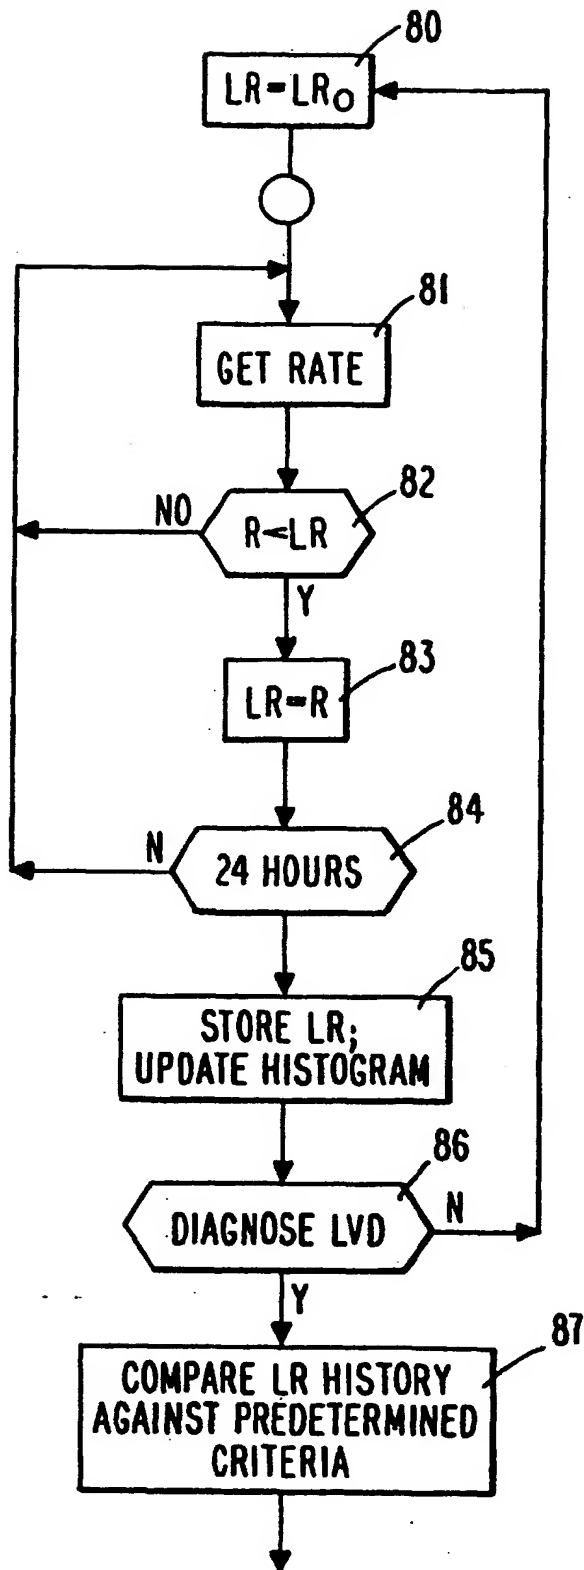 80
LR=LR₀
81
GET RATE
82
NO
R<LR
Y
83
LR=R
84
N
24 HOURS
85
STORE LR;
UPDATE HISTOGRAM
86
DIAGNOSE LVD
N
Y
87
COMPARE LR HISTORY
AGAINST PREDETERMINED
CRITERIA